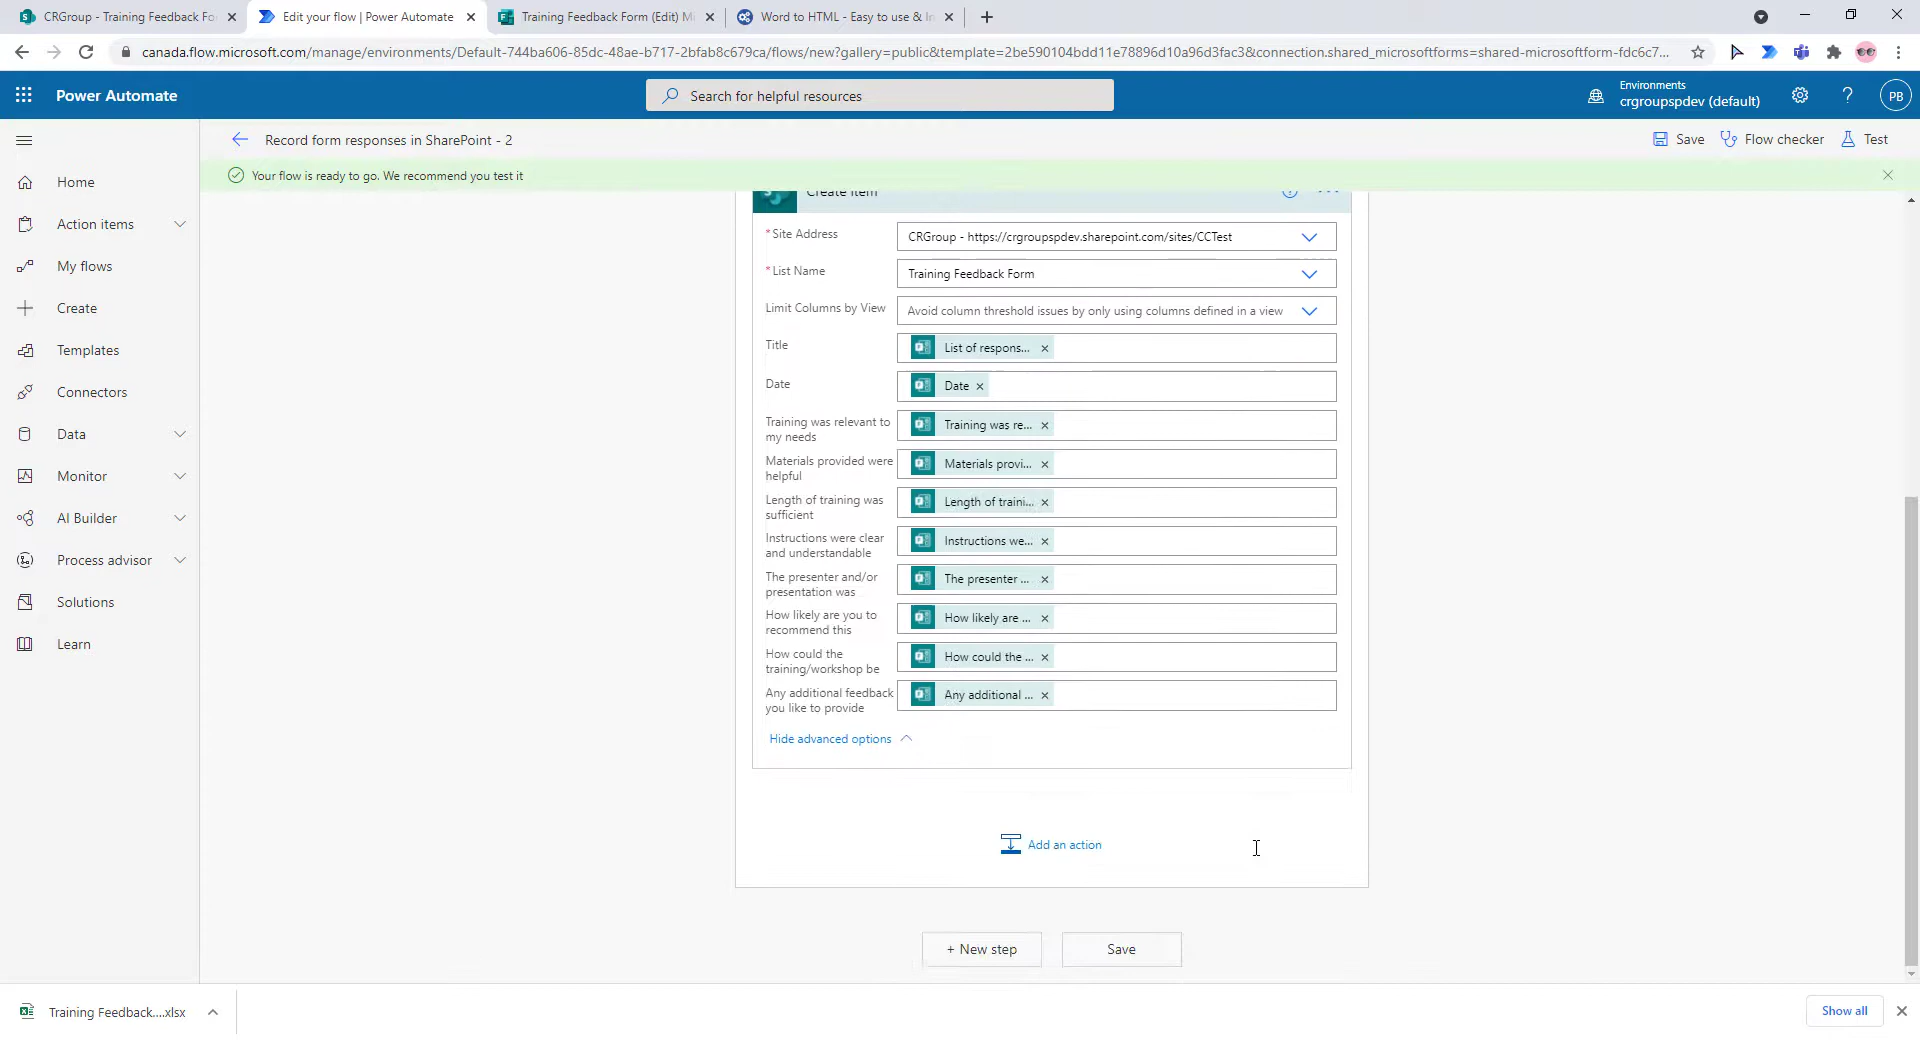 CRGroup - Training Feedback Fo
Edit your flow | Power Automate
Training Feedback Form (Edit) Mi
Word to HTML - Easy to use & In
canada.flow.microsoft.com/manage/environments/Default-744ba606-85dc-48ae-b717-2bfab8c679ca/flows/new?gallery=public&template=2be590104bdd11e78896d10a96d3fac3&connection.shared_microsoftforms=shared-microsoftform-fdc6c7...
Power Automate
Search for helpful resources
Environments
crgroupspdev (default)
?
PB
Record form responses in SharePoint - 2
Save
Flow checker
Test
Your flow is ready to go. We recommend you test it
Home
Action items
My flows
Create
Templates
Connectors
Data
Monitor
AI Builder
Process advisor
Solutions
Learn
Create item
* Site Address
CRGroup - https://crgroupspdev.sharepoint.com/sites/CCTest
* List Name
Training Feedback Form
Limit Columns by View
Avoid column threshold issues by only using columns defined in a view
Title
List of respons...
Date
Date
Training was relevant to
my needs
Training was re...
Materials provided were
helpful
Materials provi...
Length of training was
sufficient
Length of traini...
Instructions were clear
and understandable
Instructions we...
The presenter and/or
presentation was
The presenter ...
How likely are you to
recommend this
How likely are ...
How could the
training/workshop be
How could the ...
Any additional feedback
you like to provide
Any additional ...
Hide advanced options
Add an action
+ New step
Save
Training Feedback....xlsx
Show all